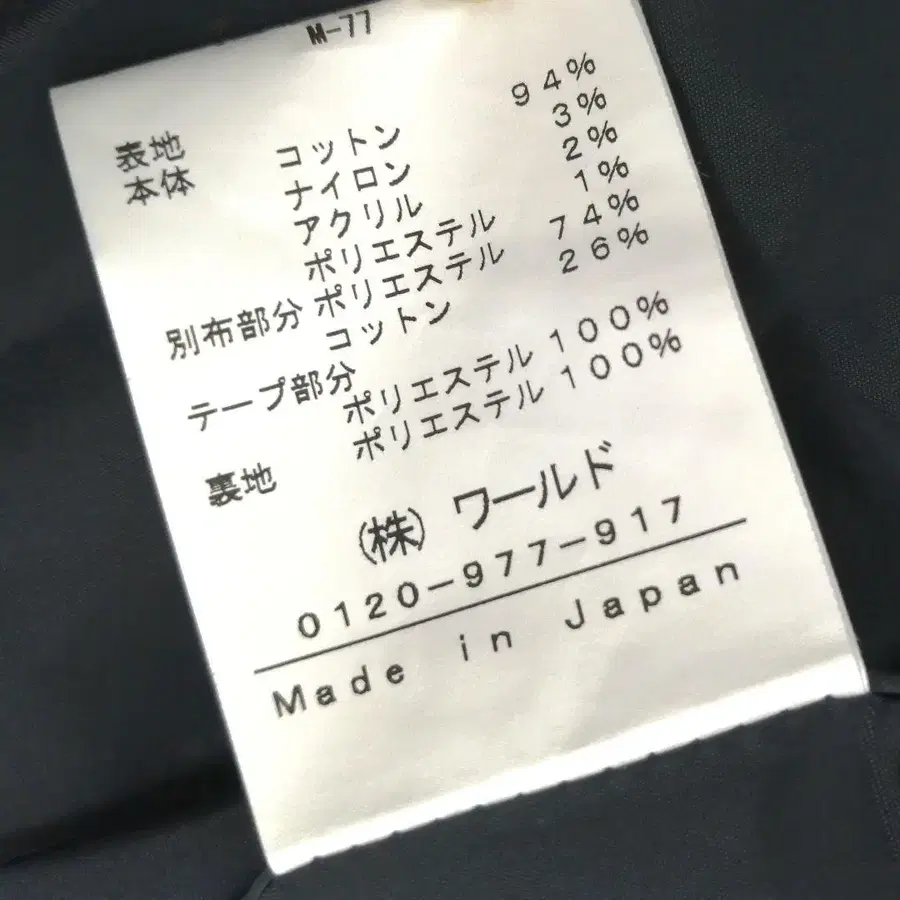 M-77
表地
本体 コットン 94%
ナイロン 3%
アクリル 2%
ポリエステル 1%
別布部分 ポリエステル 74%
コットン 26%
テープ部分
ポリエステル 100%
裏地 ポリエステル 100%
(株) ワールド
0120-977-917
Made in Japan